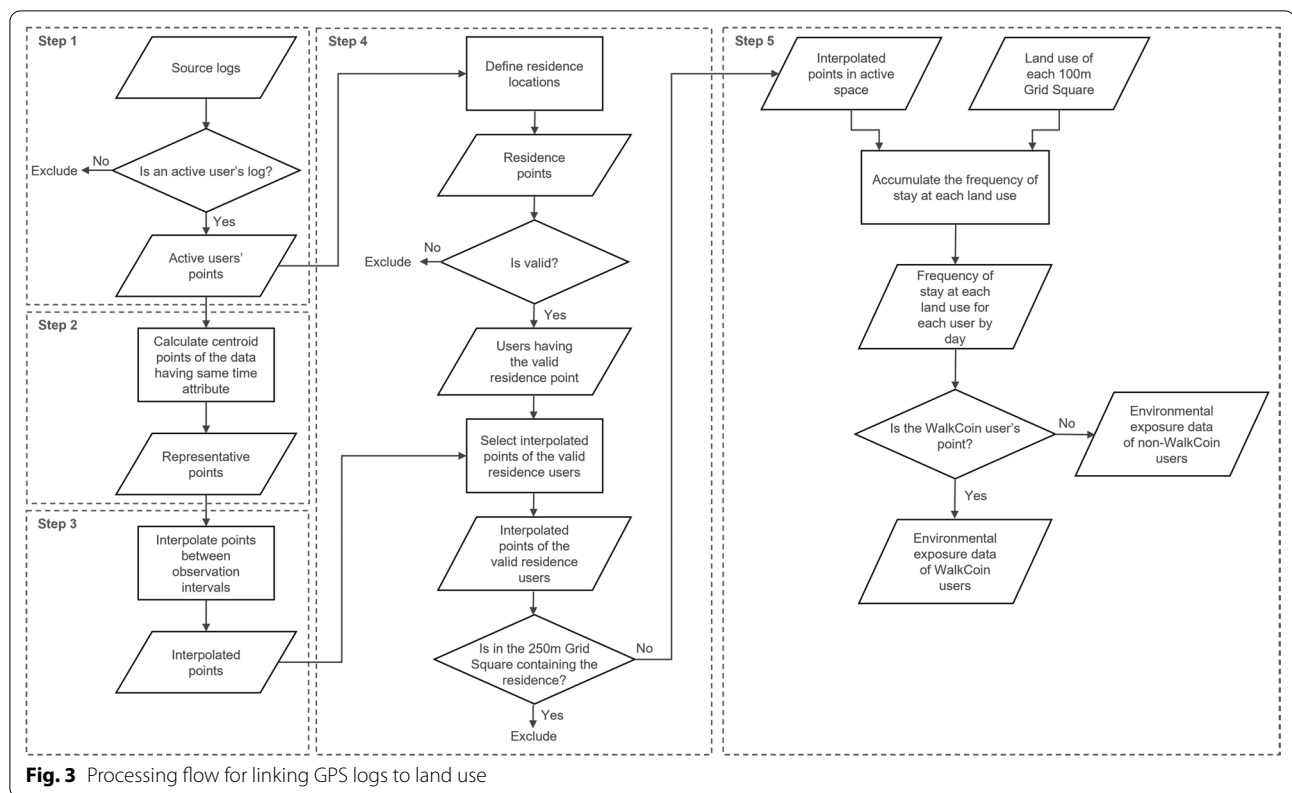 Step 1
Source logs
Is an active user's log?
No
Exclude
Yes
Active users'
points
Step 2
Calculate centroid
points of the data
having same time
attribute
Representative
points
Step 3
Interpolate points
between
observation
intervals
Interpolated
points
Step 4
Define residence
locations
Residence
points
Is valid?
No
Exclude
Yes
Users having
the valid
residence point
Select interpolated
points of the valid
residence users
Interpolated
points of the
valid residence
users
Is in the 250m Grid
Square containing the
residence?
No
Yes
Exclude
Step 5
Interpolated
points in active
space
Land use of
each 100m
Grid Square
Accumulate the frequency of
stay at each land use
Frequency of
stay at each
land use for
each user by
day
Is the WalkCoin user's
point?
No
Environmental
exposure data
of non-WalkCoin
users
Yes
Environmental
exposure data
of WalkCoin
users
Fig. 3 Processing flow for linking GPS logs to land use